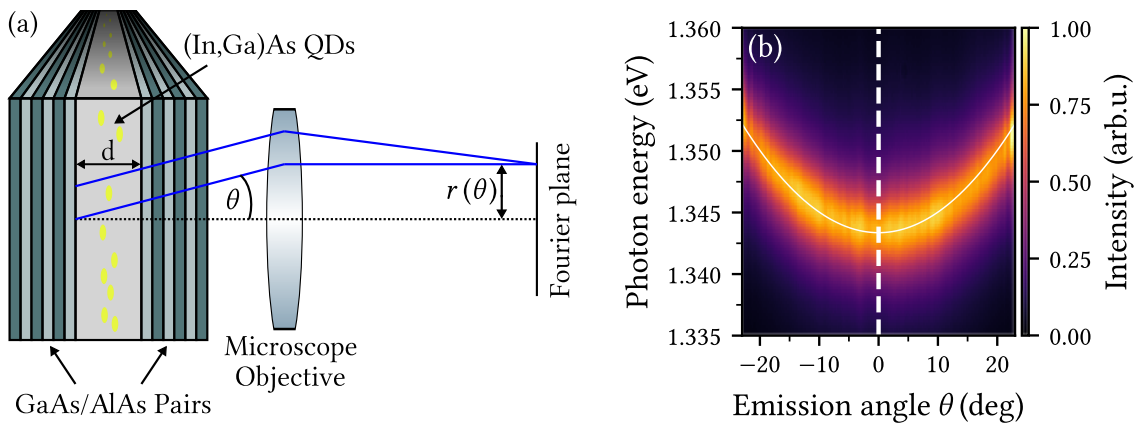 (a)
(In,Ga)As QDs
d
θ
r(θ)
Fourier plane
Microscope
Objective
GaAs/AlAs Pairs
(b)
Photon energy (eV)
1.360
1.355
1.350
1.345
1.340
1.335
−20 −10 0 10 20
Emission angle θ (deg)
1.00
0.75
0.50
0.25
0.00
Intensity (arb.u.)